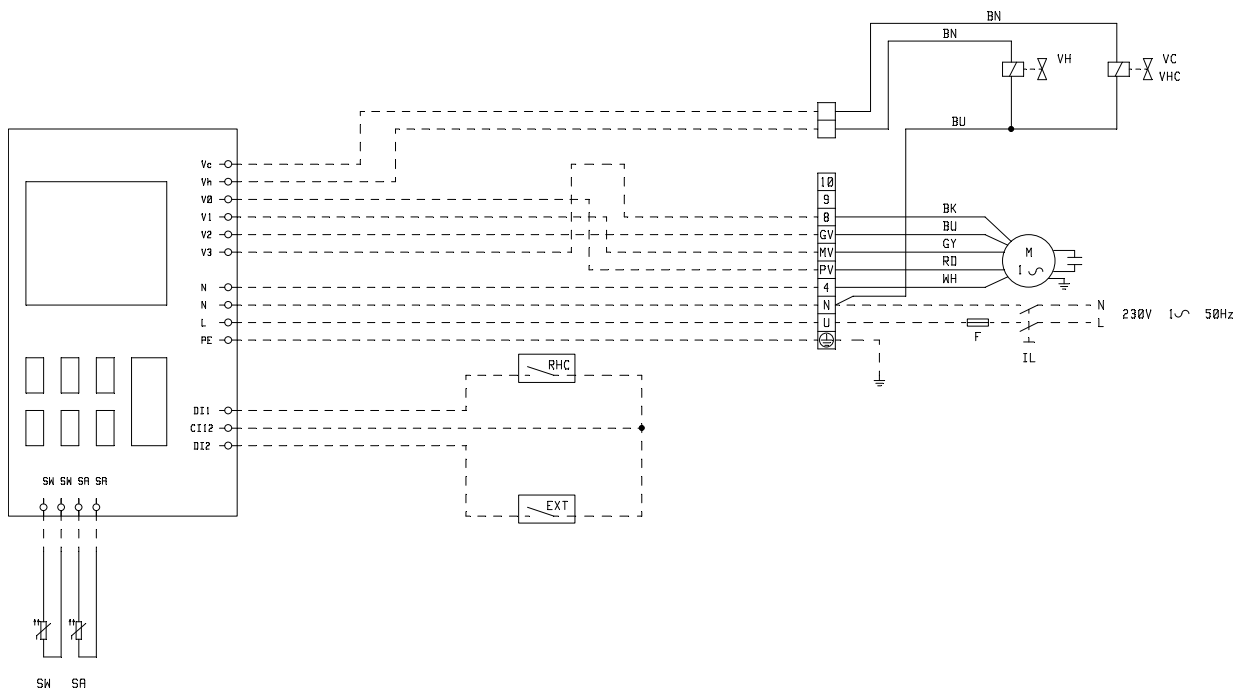 BN
BN
VH
VC
VHC
BU
Vc
Vh
V0
V1
V2
V3
N
N
L
PE
10
9
8
GV
MV
PV
4
N
U
BK
BU
GY
RD
WH
M
1
N
L
230V 1 50Hz
F
IL
RHC
DI1
CI12
DI2
EXT
SW SW SA SA
SW SA